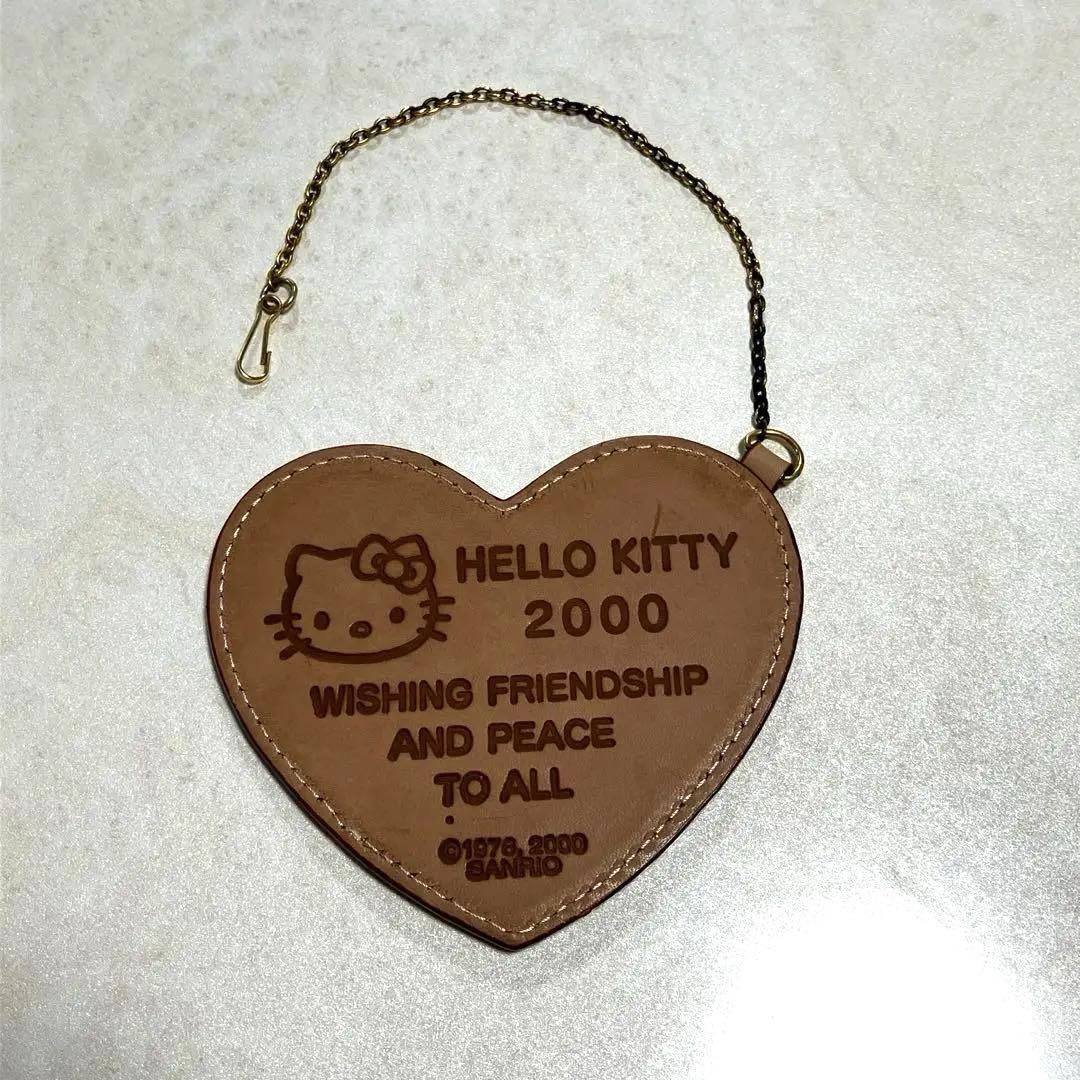 HELLO KITTY
2000
WISHING FRIENDSHIP
AND PEACE
TO ALL
©1976, 2000
SANRIO